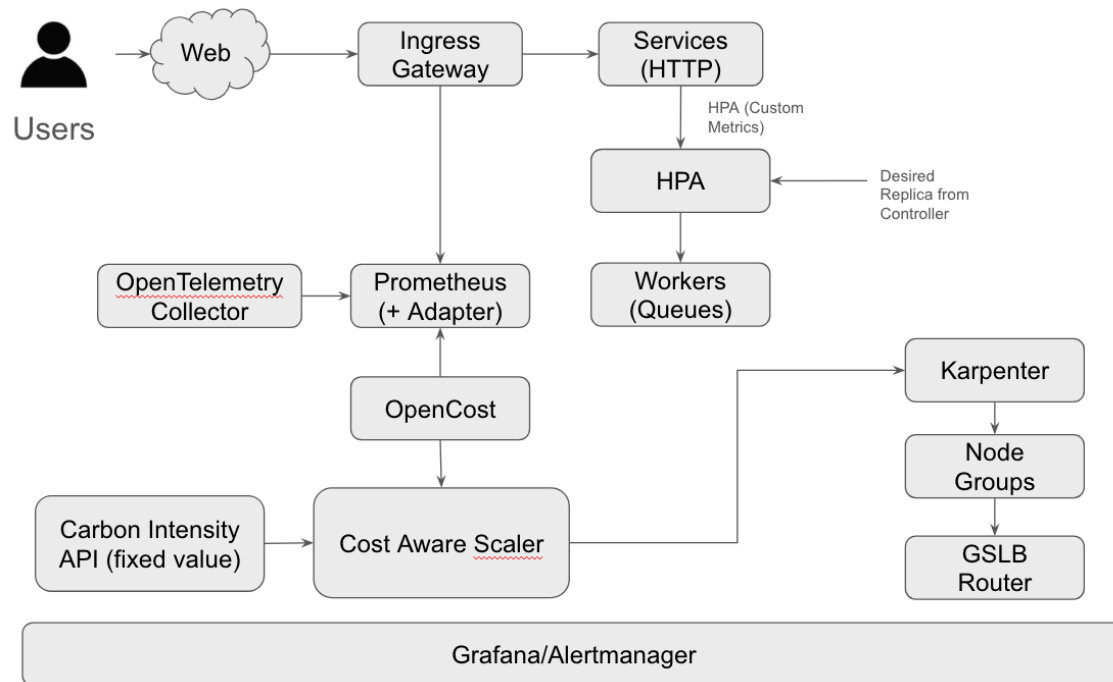 Web
Ingress
Gateway
Services
(HTTP)
Users
HPA (Custom
Metrics)
HPA
Desired
Replica from
Controller
OpenTelemetry
Collector
Prometheus
(+ Adapter)
Workers
(Queues)
Karpenter
OpenCost
Node
Groups
Carbon Intensity
API (fixed value)
Cost Aware Scaler
GSLB
Router
Grafana/Alertmanager